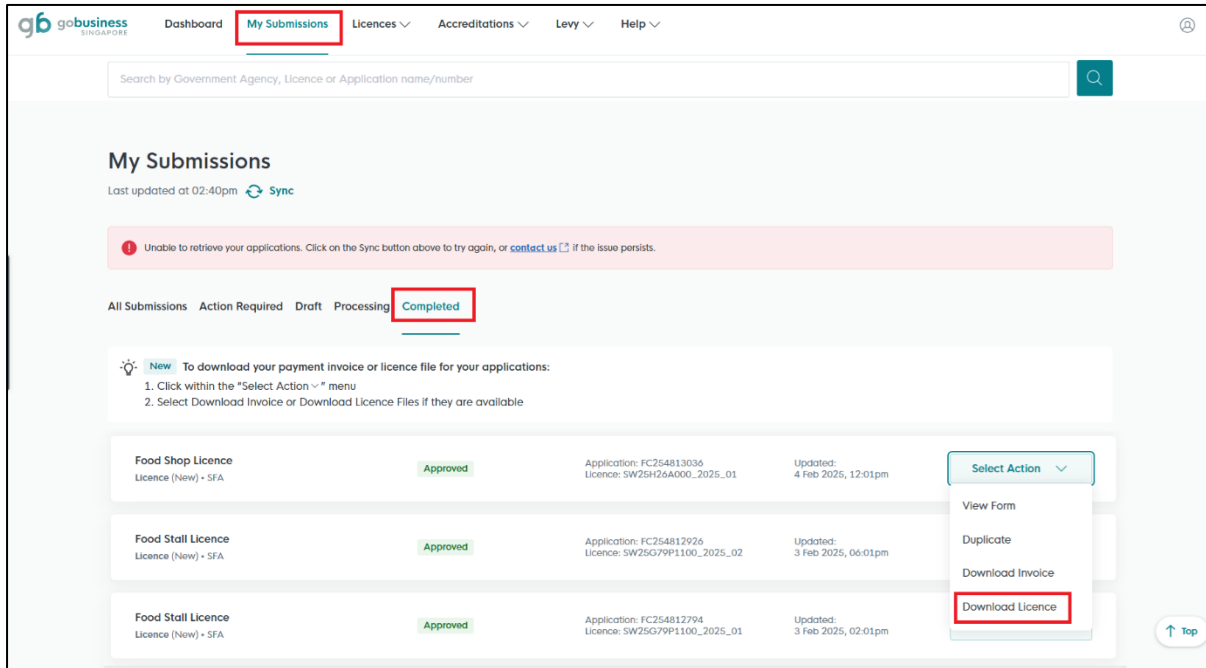 gb gobusiness
SINGAPORE
Dashboard My Submissions Licences Accreditations Levy Help
Search by Government Agency, Licence or Application name/number
My Submissions
Last updated at 02:40pm Sync
Unable to retrieve your applications. Click on the Sync button above to try again, or contact us if the issue persists.
All Submissions Action Required Draft Processing Completed
New To download your payment invoice or licence file for your applications:
1. Click within the "Select Action" menu
2. Select Download Invoice or Download Licence Files if they are available
Food Shop Licence
Licence (New) • SFA
Approved
Application: FC254813036
Licence: SW25H26A000_2025_01
Updated:
4 Feb 2025, 12:01pm
Select Action
View Form
Duplicate
Download Invoice
Download Licence
Food Stall Licence
Licence (New) • SFA
Approved
Application: FC254812926
Licence: SW25G79P1100_2025_02
Updated:
3 Feb 2025, 06:01pm
Food Stall Licence
Licence (New) • SFA
Approved
Application: FC254812794
Licence: SW25G79P1100_2025_01
Updated:
3 Feb 2025, 02:01pm
Top